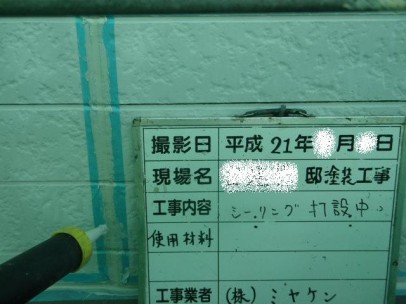 撮影日 平成 21年 月 日
現場名 邸塗装工事
工事内容 シーリング打設中。
使用材料
工事業者 (株) ミヤケン